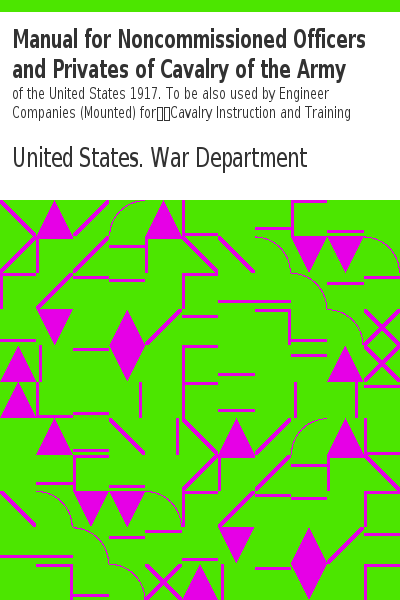 Manual for Noncommissioned Officers
and Privates of Cavalry of the Army
of the United States 1917. To be also used by Engineer
Companies (Mounted) for Cavalry Instruction and Training
United States. War Department